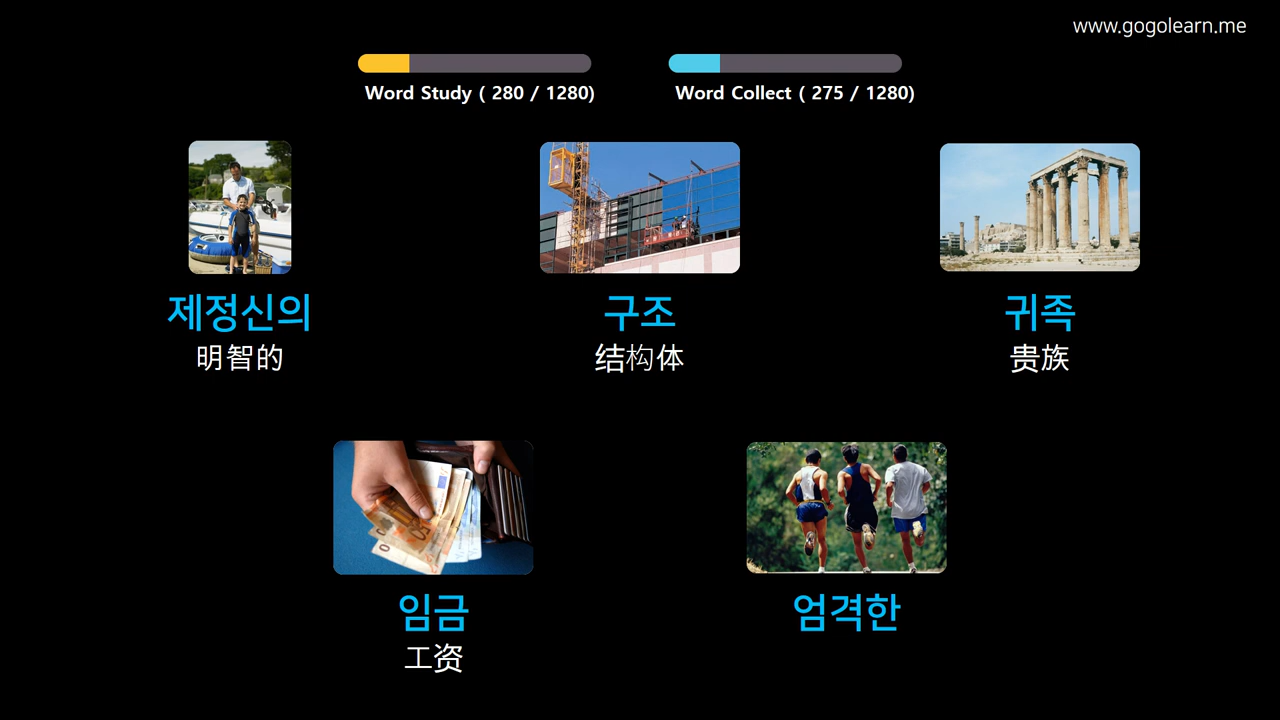 www.gogolearn.me
Word Study ( 280 / 1280)
Word Collect ( 275 / 1280)
제정신의
明智的
구조
结构体
귀족
贵族
임금
工资
엄격한